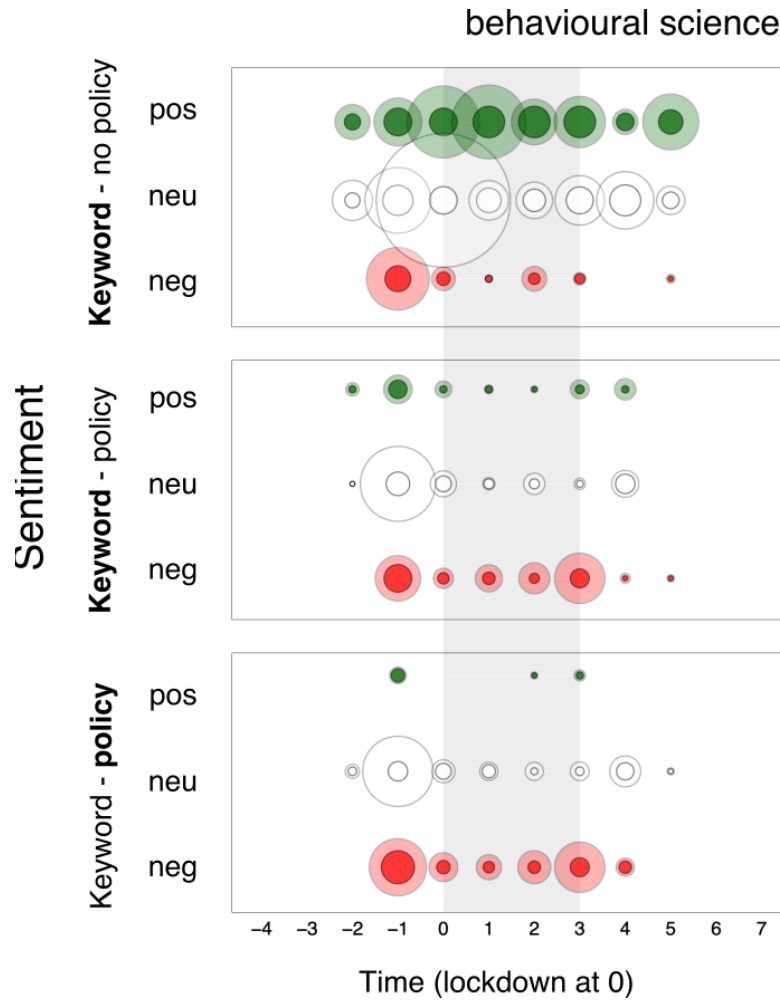 behavioural science
Sentiment
Keyword - no policy
pos
neu
neg
Keyword - policy
pos
neu
neg
Keyword - policy
pos
neu
neg
−4 −3 −2 −1 0 1 2 3 4 5 6 7
Time (lockdown at 0)